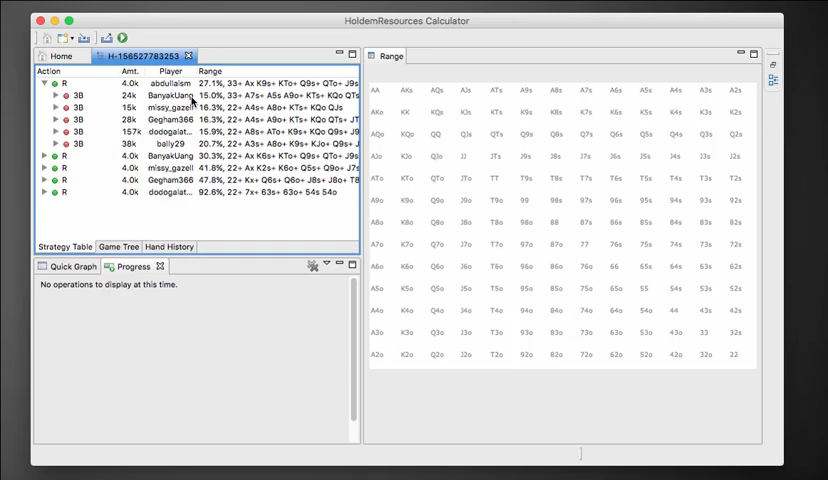 HoldemResources Calculator
Home
H-156527783253
Action Amt. Player Range
R 4.0k abdullaism 27.1%, 33+ Ax K9s+ KTo+ Q9s+ QTo+ J9s
3B 24k BanyakUang 15.0%, 33+ A7s+ A5s A9o+ KTs+ KQo QTs
3B 15k missy_gazell 16.3%, 22+ A4s+ A8o+ KTs+ KQo QJs
3B 28k Gegham366 16.3%, 22+ A4s+ A9o+ KTs+ KQo QTs+ JT
3B 157k dodogalat... 15.9%, 22+ A8s+ ATo+ K9s+ KQo Q9s+ J9
3B 38k bally29 20.7%, 22+ A3s+ A8o+ K9s+ KJo+ Q9s+ J
R 4.0k BanyakUang 30.3%, 22+ Ax K6s+ KTo+ Q8s+ QTo+ J9s
R 4.0k missy_gazell 41.8%, 22+ Kx+ K6o+ Q5s+ Q9o+ J7s
R 4.0k Gegham366 47.8%, 22+ Kx+ Q6s+ Q6o+ J8s+ J8o+ T8
R 4.0k dodogalat... 92.6%, 22+ 7x+ 63s+ 63o+ 54s 54o
Strategy Table Game Tree Hand History
Quick Graph
Progress
No operations to display at this time.
Range
AA AKs AQs AJs ATs A9s A8s A7s A6s A5s A4s A3s A2s
AKo KK KQs KJs KTs K9s K8s K7s K6s K5s K4s K3s K2s
AQo KQo QQ QJs QTs Q9s Q8s Q7s Q6s Q5s Q4s Q3s Q2s
AJo KJo QJo JJ JTs J9s J8s J7s J6s J5s J4s J3s J2s
ATo KTo QTo JTo TT T9s T8s T7s T6s T5s T4s T3s T2s
A9o K9o Q9o J9o T9o 99 98s 97s 96s 95s 94s 93s 92s
A8o K8o Q8o J8o T8o 98o 88 87s 86s 85s 84s 83s 82s
A7o K7o Q7o J7o T7o 97o 87o 77 76s 75s 74s 73s 72s
A6o K6o Q6o J6o T6o 96o 86o 76o 66 65s 64s 63s 62s
A5o K5o Q5o J5o T5o 95o 85o 75o 65o 55 54s 53s 52s
A4o K4o Q4o J4o T4o 94o 84o 74o 64o 54o 44 43s 42s
A3o K3o Q3o J3o T3o 93o 83o 73o 63o 53o 43o 33 32s
A2o K2o Q2o J2o T2o 92o 82o 72o 62o 52o 42o 32o 22